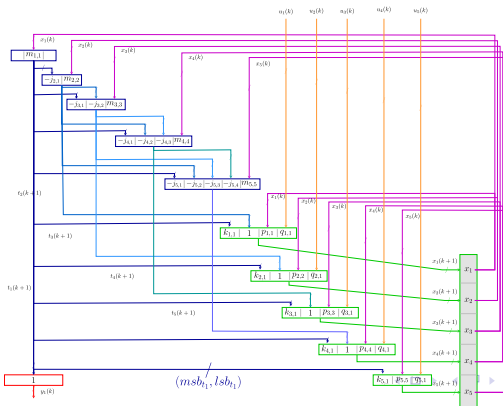 u₁(k) u₂(k) u₃(k) u₄(k) u₅(k)
x₁(k)
x₂(k)
x₃(k)
x₄(k)
x₅(k)
|m₁,₁|
−j₂,₁|m₂,₂
−j₃,₁|−j₃,₂|m₃,₃
−j₄,₁|−j₄,₂|−j₄,₃|m₄,₄
−j₅,₁|−j₅,₂|−j₅,₃|−j₅,₄|m₅,₅
x₁(k)
x₂(k)
x₃(k)
x₄(k)
x₅(k)
k₁,₁| 1 |p₁,₁|q₁,₁
k₂,₁| 1 |p₂,₂|q₂,₁
k₃,₁| 1 |p₃,₃|q₃,₁
k₄,₁| 1 |p₄,₄|q₄,₁
k₅,₁|p₅,₅|q₅,₁
t₂(k+1)
t₃(k+1)
t₄(k+1)
t₁(k+1)
t₅(k+1)
x₁(k+1)
x₂(k+1)
x₃(k+1)
x₄(k+1)
x₅(k+1)
x₁
x₂
x₃
x₄
x₅
1
y₁(k)
(msb_t₁, lsb_t₁)